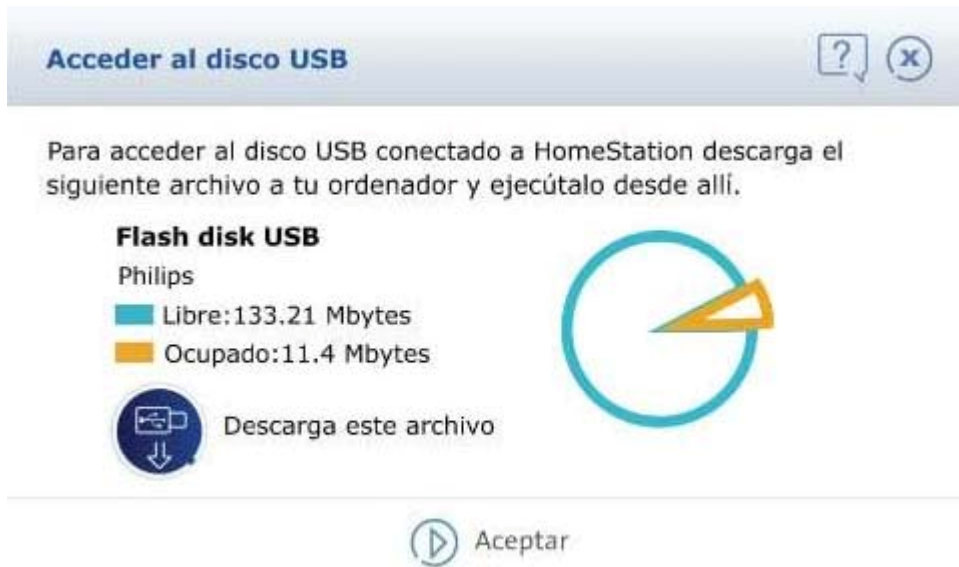 Acceder al disco USB
?
x
Para acceder al disco USB conectado a HomeStation descarga el
siguiente archivo a tu ordenador y ejecútalo desde allí.
Flash disk USB
Philips
Libre:133.21 Mbytes
Ocupado:11.4 Mbytes
Descarga este archivo
Aceptar